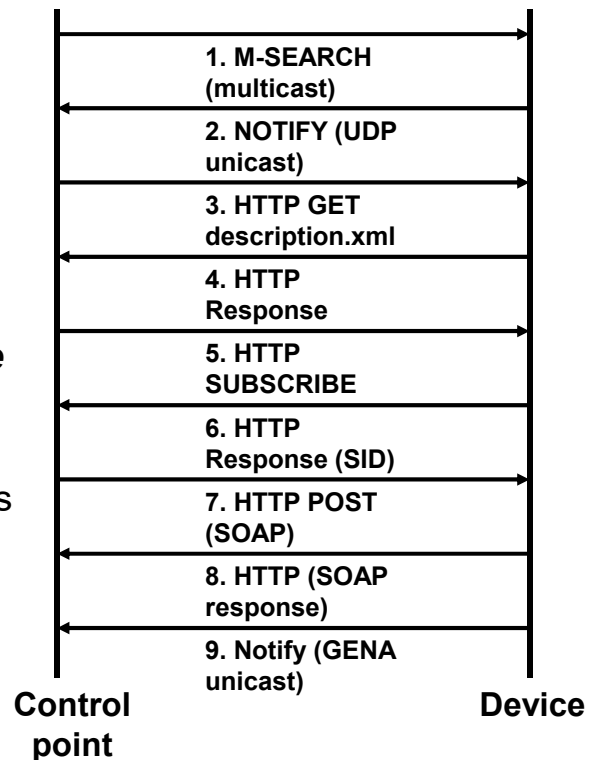 1. M-SEARCH
(multicast)
2. NOTIFY (UDP
unicast)
3. HTTP GET
description.xml
4. HTTP
Response
e
5. HTTP
SUBSCRIBE
6. HTTP
Response (SID)
s
7. HTTP POST
(SOAP)
8. HTTP (SOAP
response)
9. Notify (GENA
unicast)
Control
point
Device